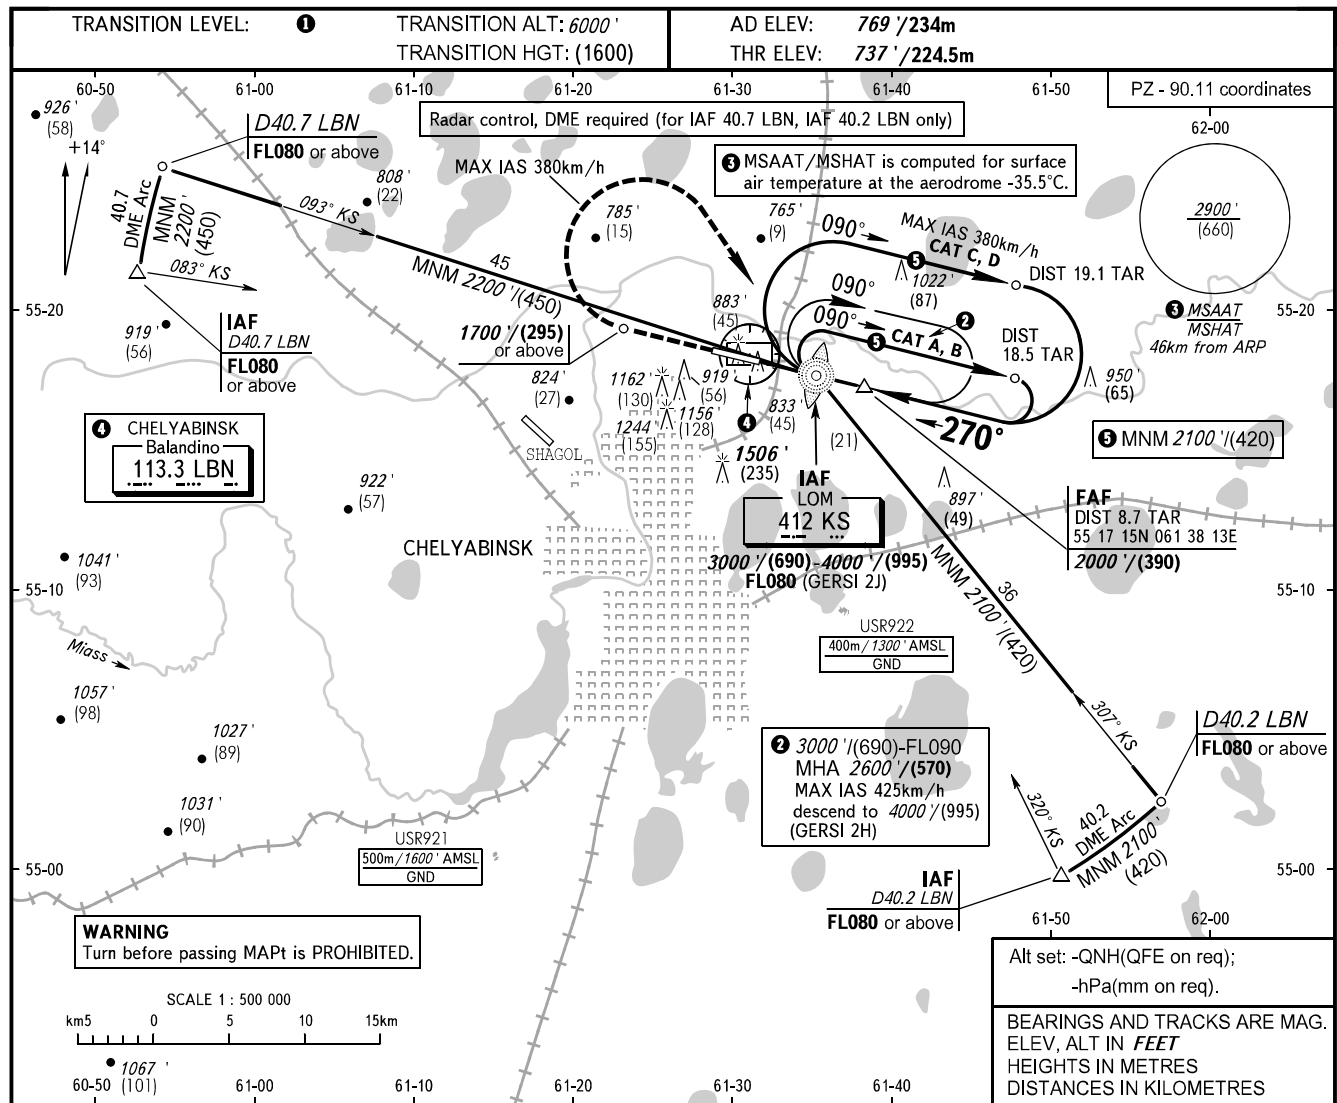 TRANSITION LEVEL: 1
TRANSITION ALT: 6000 '
TRANSITION HGT: (1600)
AD ELEV: 769 '/234m
THR ELEV: 737 '/224.5m
60-50 61-00 61-10 61-20 61-30 61-40 61-50
PZ - 90.11 coordinates
62-00
926 '
(58)
+14°
D40.7 LBN
FL080 or above
Radar control, DME required (for IAF 40.7 LBN, IAF 40.2 LBN only)
MAX IAS 380km/h
3 MSAAT/MSHAT is computed for surface
air temperature at the aerodrome -35.5°C.
808 '
(22)
40.7
DME Arc
MNM
2200 '
(450)
093° KS
083° KS
785 '
(15)
765 '
(9)
090°
MAX IAS 380km/h
CAT C, D
5
1022 '
(87)
DIST 19.1 TAR
2900 '
(660)
45
MNM 2200 '/(450)
090°
2
090°
CAT A, B
5
DIST
18.5 TAR
3 MSAAT
MSHAT
46km from ARP
55-20
55-20
919 '
(56)
IAF
D40.7 LBN
FL080
or above
1700 '/(295)
or above
883 '
(45)
824 '
(27)
1162 '
(130)
919 '
(56)
1156 '
(128)
1244 '
(155)
4
833 '
(45)
(21)
950 '
(65)
270°
5 MNM 2100 '/(420)
4 CHELYABINSK
Balandino
113.3 LBN
SHAGOL
1506 '
(235)
IAF
LOM
412 KS
3000 '/(690)-4000 '/(995)
FL080 (GERSI 2J)
897 '
(49)
FAF
DIST 8.7 TAR
55 17 15N 061 38 13E
2000 '/(390)
922 '
(57)
CHELYABINSK
1041 '
(93)
55-10
55-10
36
MNM 2100 '/(420)
USR922
400m/1300 ' AMSL
GND
Miass
1057 '
(98)
1027 '
(89)
307° KS
D40.2 LBN
FL080 or above
2 3000 '/(690)-FL090
MHA 2600 '/(570)
MAX IAS 425km/h
descend to 4000 '/(995)
(GERSI 2H)
320° KS
40.2
DME Arc
MNM 2100 '
(420)
1031 '
(90)
USR921
500m/1600 ' AMSL
GND
55-00
55-00
IAF
D40.2 LBN
FL080 or above
61-50 62-00
WARNING
Turn before passing MAPt is PROHIBITED.
Alt set: -QNH(QFE on req);
-hPa(mm on req).
SCALE 1 : 500 000
km5 0 5 10 15km
BEARINGS AND TRACKS ARE MAG.
ELEV, ALT IN FEET
HEIGHTS IN METRES
DISTANCES IN KILOMETRES
1067 '
(101)
60-50 61-00 61-10 61-20 61-30 61-40